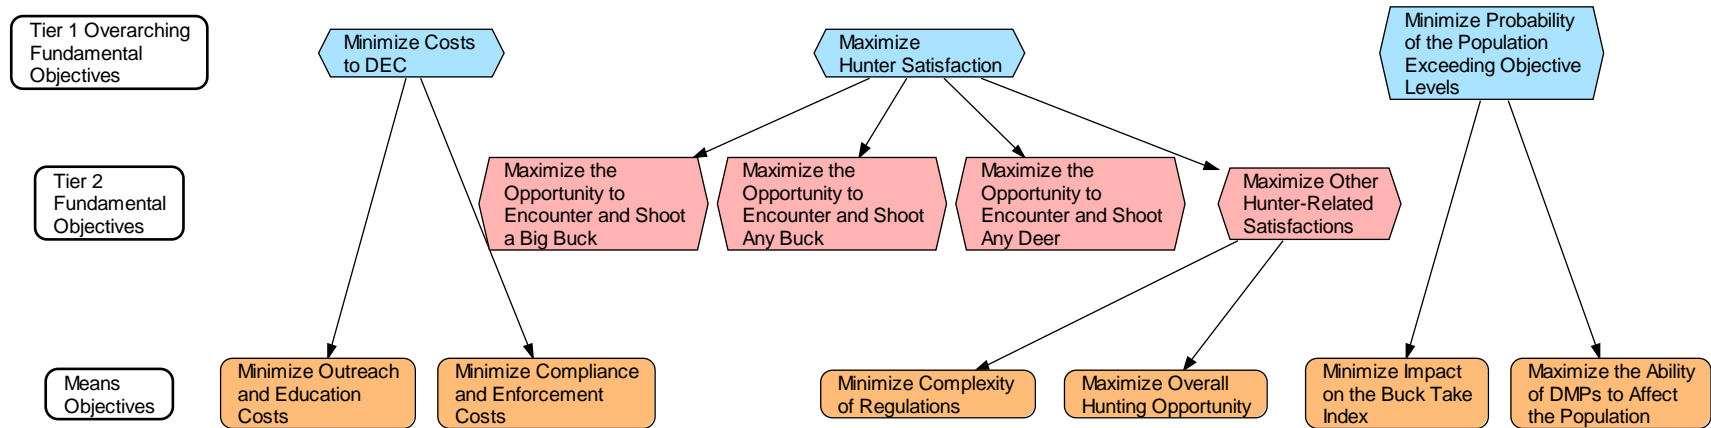 Tier 1 Overarching
Fundamental
Objectives
Minimize Costs
to DEC
Maximize
Hunter Satisfaction
Minimize Probability
of the Population
Exceeding Objective
Levels
Tier 2
Fundamental
Objectives
Maximize the
Opportunity to
Encounter and Shoot
a Big Buck
Maximize the
Opportunity to
Encounter and Shoot
Any Buck
Maximize the
Opportunity to
Encounter and Shoot
Any Deer
Maximize Other
Hunter-Related
Satisfactions
Means
Objectives
Minimize Outreach
and Education
Costs
Minimize Compliance
and Enforcement
Costs
Minimize Complexity
of Regulations
Maximize Overall
Hunting Opportunity
Minimize Impact
on the Buck Take
Index
Maximize the Ability
of DMPs to Affect
the Population